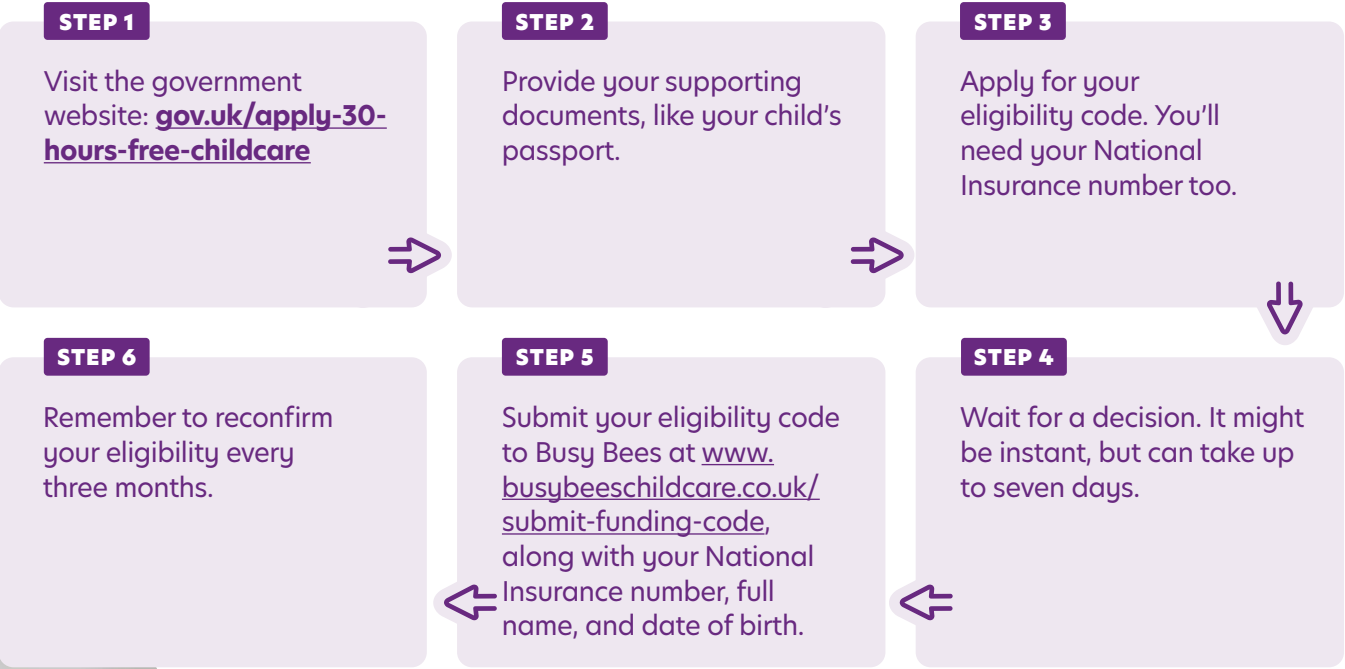 STEP 1
Visit the government
website: gov.uk/apply-30-
hours-free-childcare
STEP 2
Provide your supporting
documents, like your child's
passport.
STEP 3
Apply for your
eligibility code. You'll
need your National
Insurance number too.
STEP 4
Wait for a decision. It might
be instant, but can take up
to seven days.
STEP 5
Submit your eligibility code
to Busy Bees at www.
busybeeschildcare.co.uk/
submit-funding-code,
along with your National
Insurance number, full
name, and date of birth.
STEP 6
Remember to reconfirm
your eligibility every
three months.